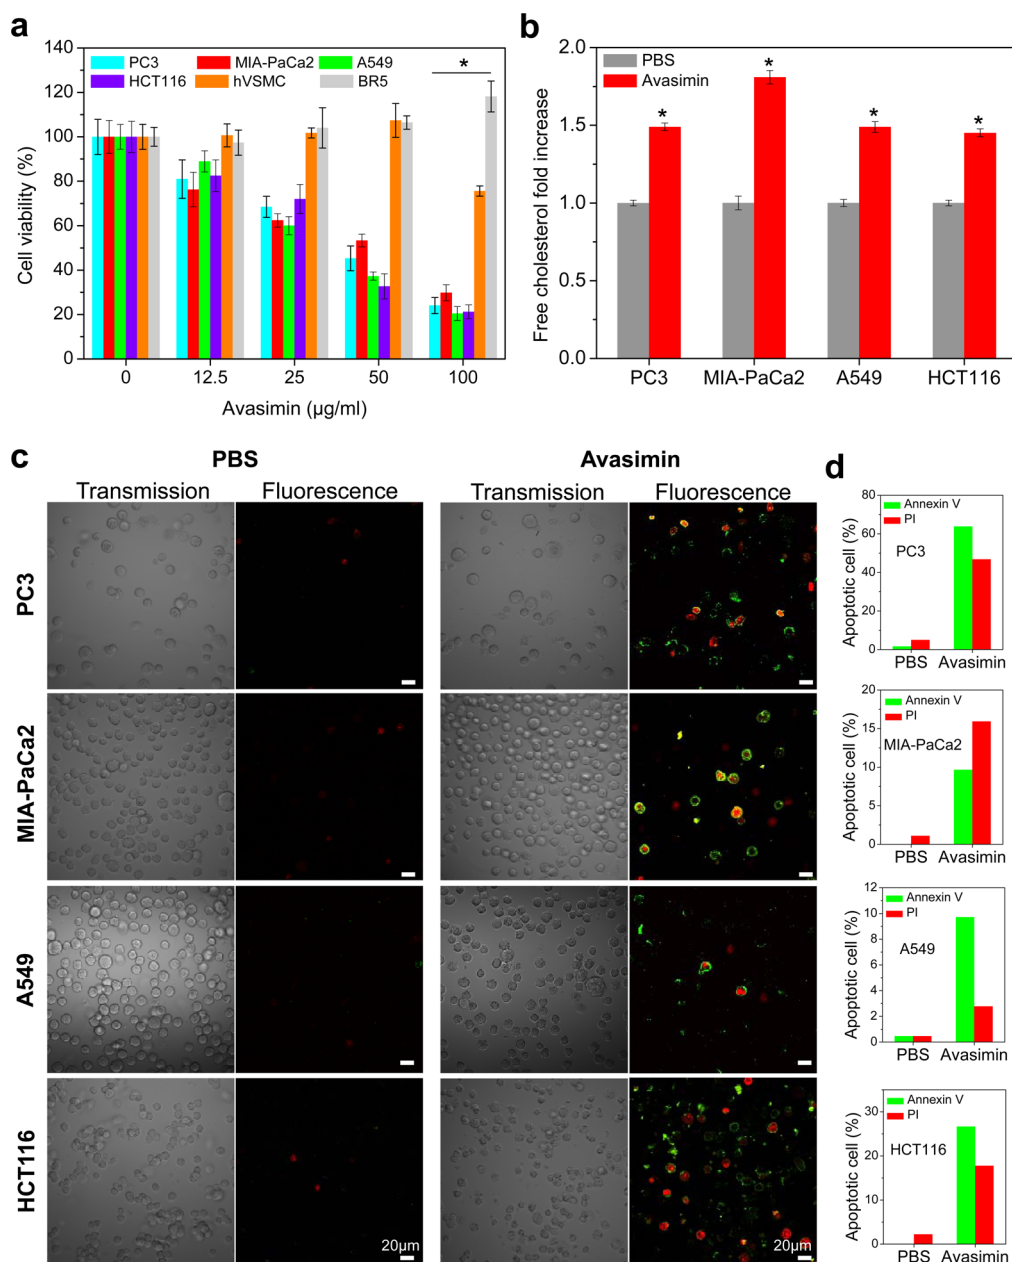 a
140
120
100
80
60
40
20
0
Cell viability (%)
PC3 MIA-PaCa2 A549
HCT116 hVSMC BR5
*
0 12.5 25 50 100
Avasimin (µg/ml)
b
2.0
1.5
1.0
0.5
0.0
Free cholesterol fold increase
PBS
Avasimin
* * * *
PC3 MIA-PaCa2 A549 HCT116
c
PBS Avasimin
Transmission Fluorescence Transmission Fluorescence
PC3
MIA-PaCa2
A549
HCT116
20µm 20µm
d
80
60
40
20
0
Apoptotic cell (%)
Annexin V
PI
PC3
PBS Avasimin
20
15
10
5
0
Apoptotic cell (%)
Annexin V
PI
MIA-PaCa2
PBS Avasimin
12
10
8
6
4
2
0
Apoptotic cell (%)
Annexin V
PI
A549
PBS Avasimin
30
20
10
0
Apoptotic cell (%)
Annexin V
PI
HCT116
PBS Avasimin